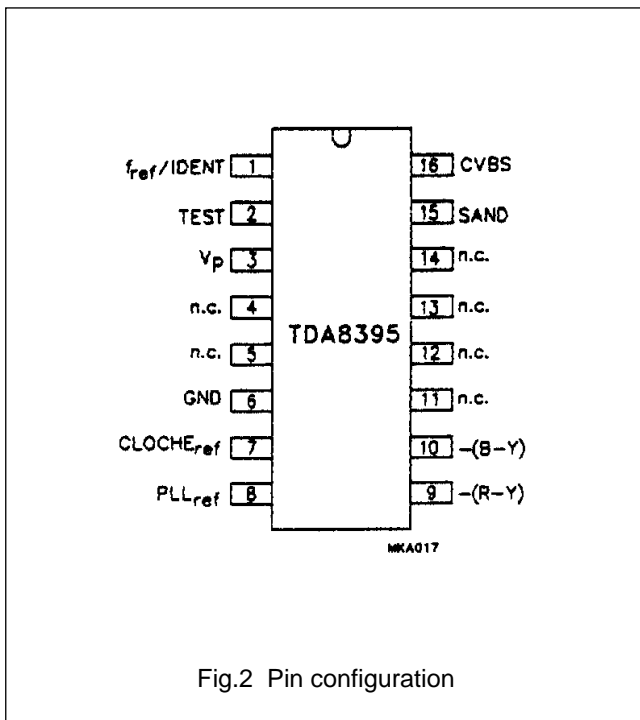 f_ref/IDENT 1 16 CVBS
TEST 2 15 SAND
Vp 3 14 n.c.
n.c. 4 13 n.c.
TDA8395
n.c. 5 12 n.c.
GND 6 11 n.c.
CLOCHE_ref 7 10 -(B-Y)
PLL_ref 8 9 -(R-Y)
MKA017
Fig.2 Pin configuration